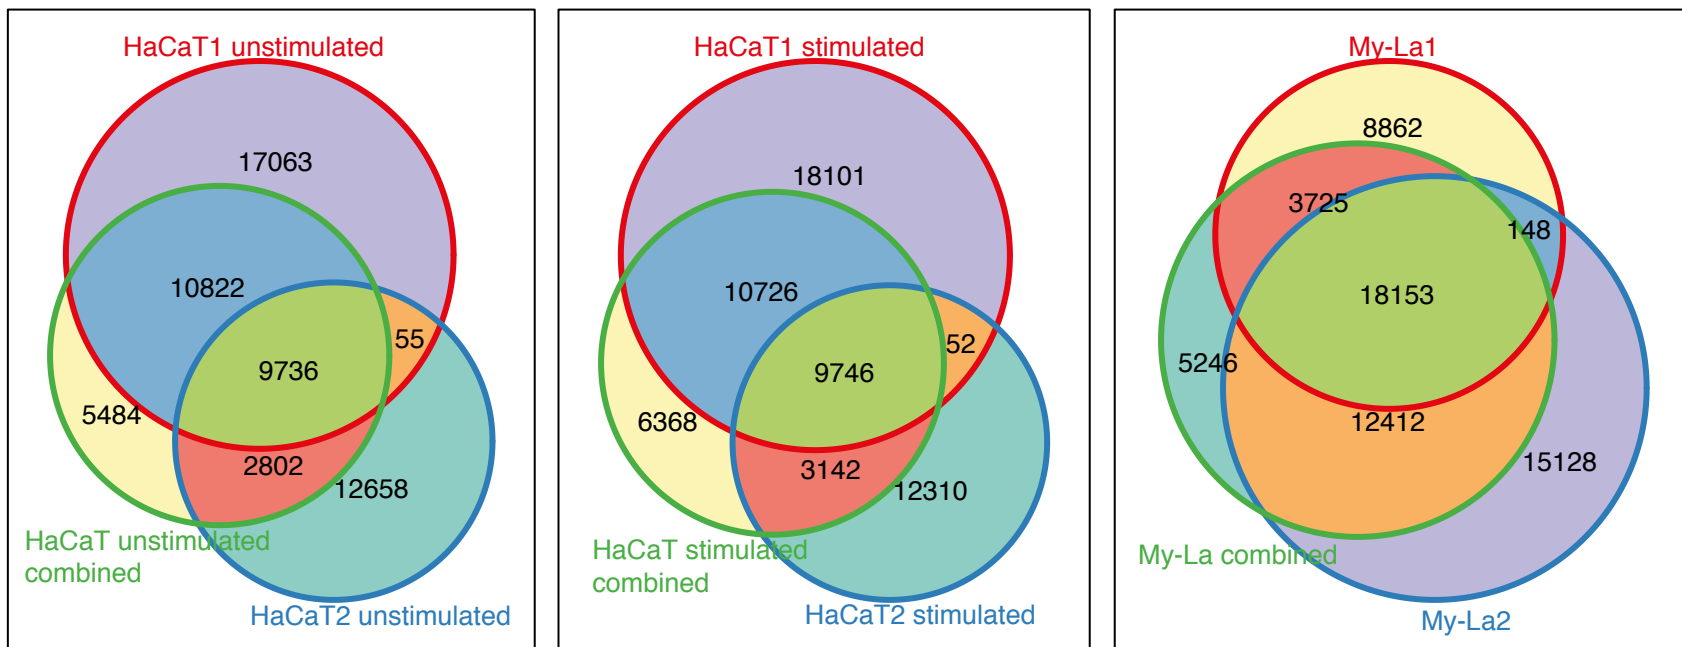 HaCaT1 unstimulated
17063
10822
55
9736
5484
2802
12658
HaCaT unstimulated
combined
HaCaT2 unstimulated
HaCaT1 stimulated
18101
10726
52
9746
6368
3142
12310
HaCaT stimulated
combined
HaCaT2 stimulated
My-La1
8862
3725
148
18153
5246
12412
15128
My-La combined
My-La2